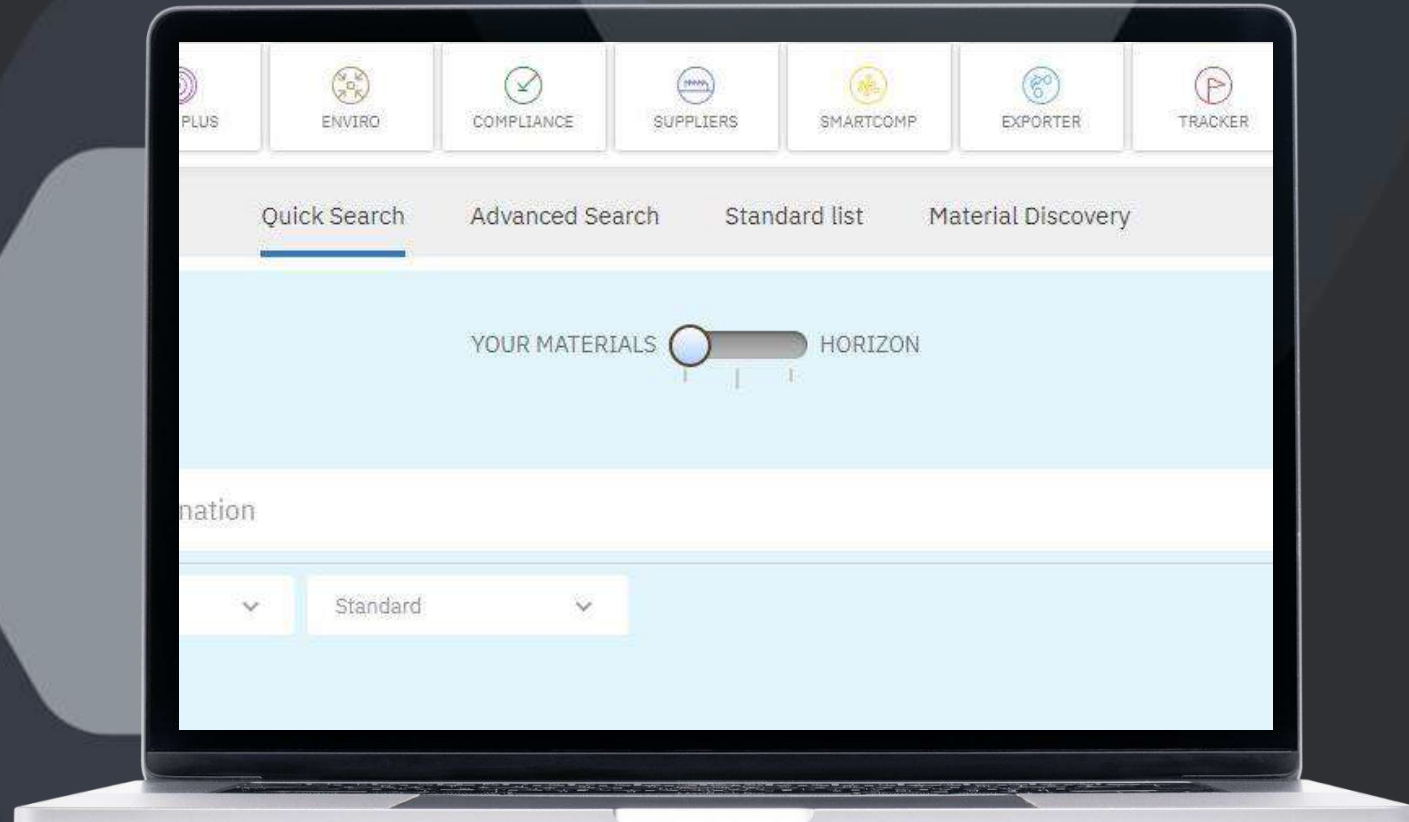 PLUS
ENVIRO
COMPLIANCE
SUPPLIERS
SMARTCOMP
EXPORTER
TRACKER
Quick Search
Advanced Search
Standard list
Material Discovery
YOUR MATERIALS
HORIZON
nation
Standard